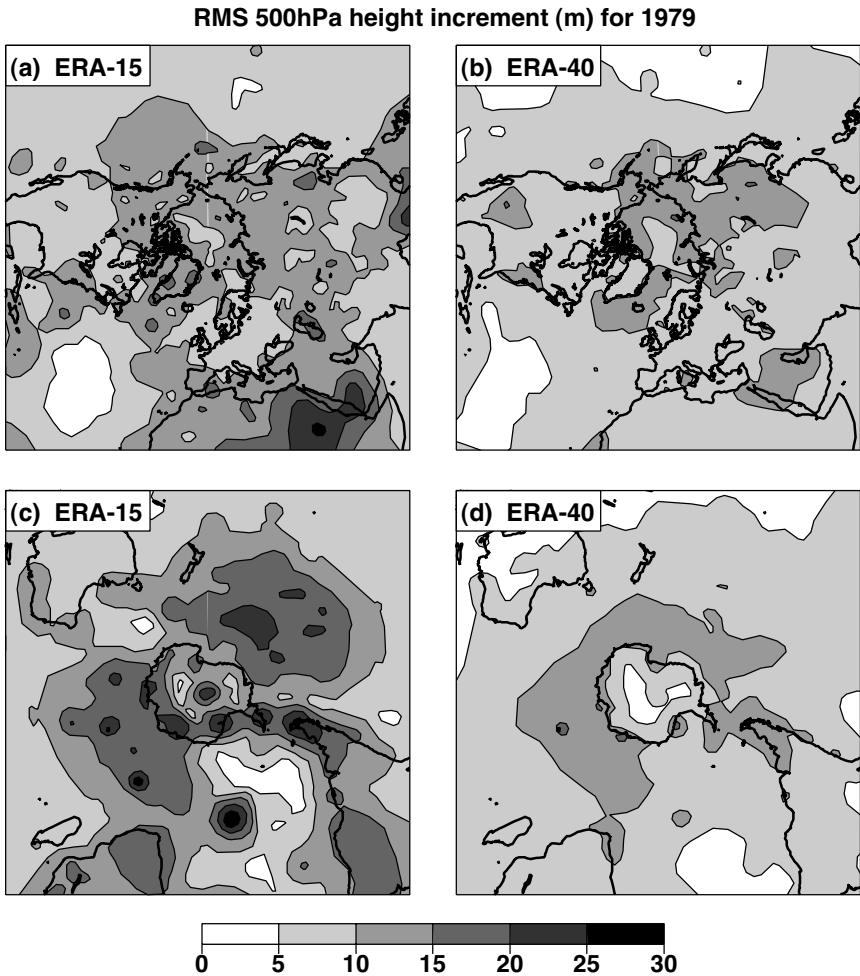 RMS 500hPa height increment (m) for 1979
(a) ERA-15
(b) ERA-40
(c) ERA-15
(d) ERA-40
0 5 10 15 20 25 30